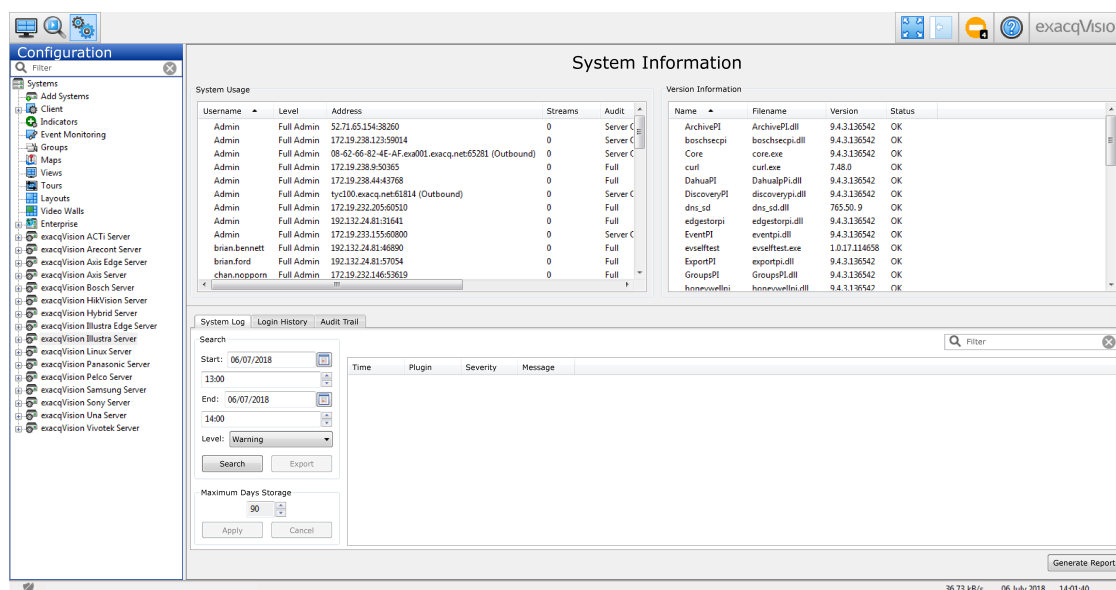 exacqVisio
Configuration
Filter
Systems
Add Systems
Client
Indicators
Event Monitoring
Groups
Maps
Views
Tours
Layouts
Video Walls
Enterprise
exacqVision ACTi Server
exacqVision Arecont Server
exacqVision Axis Edge Server
exacqVision Axis Server
exacqVision Bosch Server
exacqVision HikVision Server
exacqVision Hybrid Server
exacqVision Illustra Edge Server
exacqVision Illustra Server
exacqVision Linux Server
exacqVision Panasonic Server
exacqVision Pelco Server
exacqVision Samsung Server
exacqVision Sony Server
exacqVision Una Server
exacqVision Vivotek Server
System Information
System Usage
Username Level Address Streams Audit
Admin Full Admin 52.71.65.154:38260 0 Server C
Admin Full Admin 172.19.238.123:59014 0 Server C
Admin Full Admin 08-62-66-82-4E-AF.exa001.exacq.net:65281 (Outbound) 0 Server C
Admin Full Admin 172.19.238.9:50365 0 Full
Admin Full Admin 172.19.238.44:43768 0 Full
Admin Full Admin tyc100.exacq.net:61814 (Outbound) 0 Server C
Admin Full Admin 172.19.232.205:60510 0 Full
Admin Full Admin 192.132.24.81:31641 0 Full
Admin Full Admin 172.19.233.155:60800 0 Server C
brian.bennett Full Admin 192.132.24.81:46890 0 Full
brian.ford Full Admin 192.132.24.81:57054 0 Full
chan.nopporn Full Admin 172.19.232.146:53619 0 Full
Version Information
Name Filename Version Status
ArchivePI ArchivePI.dll 9.4.3.136542 OK
boschsecpi boschsecpi.dll 9.4.3.136542 OK
Core core.exe 9.4.3.136542 OK
curl curl.exe 7.48.0 OK
DahuaPI DahuaIpPi.dll 9.4.3.136542 OK
DiscoveryPI discoverypi.dll 9.4.3.136542 OK
dns_sd dns_sd.dll 765.50. 9 OK
edgestorpi edgestorpi.dll 9.4.3.136542 OK
EventPI eventpi.dll 9.4.3.136542 OK
evselftest evselftest.exe 1.0.17.114658 OK
ExportPI exportpi.dll 9.4.3.136542 OK
GroupsPI GroupsPI.dll 9.4.3.136542 OK
honeywellpi honeywellpi.dll 9.4.3.136542 OK
System Log Login History Audit Trail
Search
Start: 06/07/2018
13:00
End: 06/07/2018
14:00
Level: Warning
Search Export
Maximum Days Storage
90
Apply Cancel
Filter
Time Plugin Severity Message
Generate Report
36.73 kB/s 06 July 2018 14:01:40